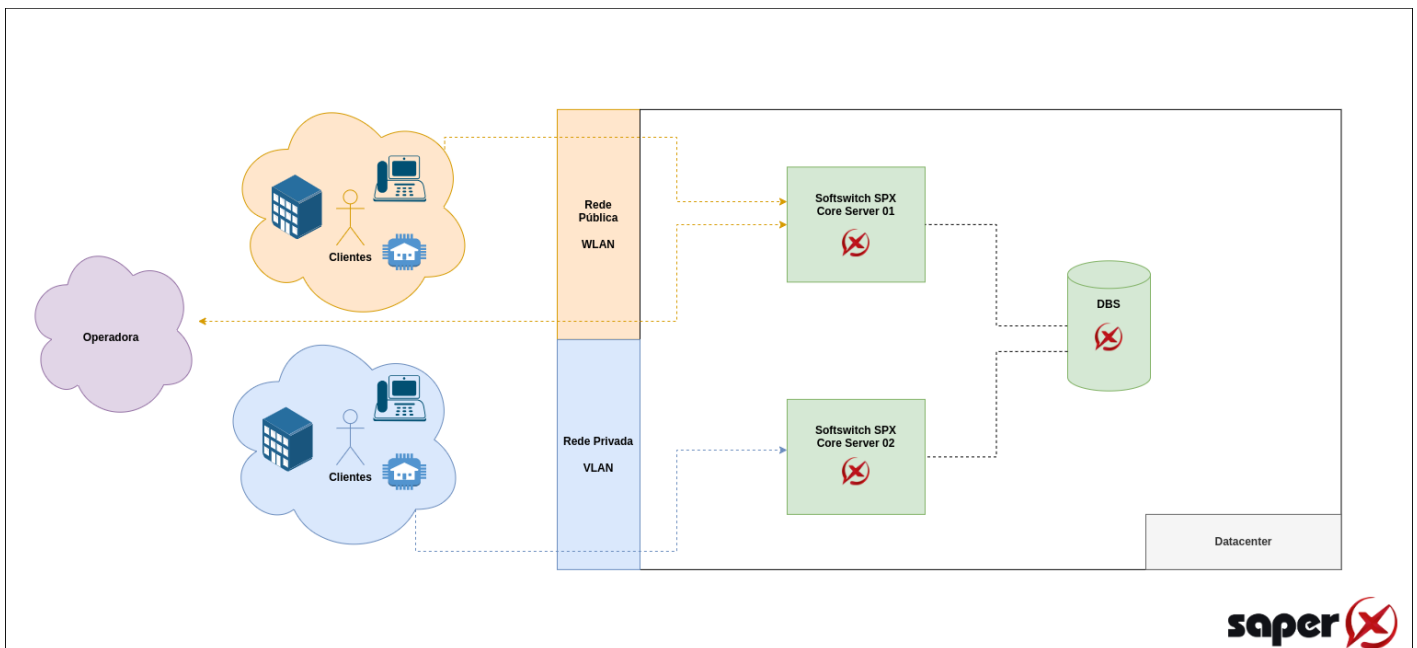 Rede
Pública
WLAN
Softswitch SPX
Core Server 01
Clientes
Operadora
DBS
Rede Privada
VLAN
Softswitch SPX
Core Server 02
Clientes
Datacenter
saper X